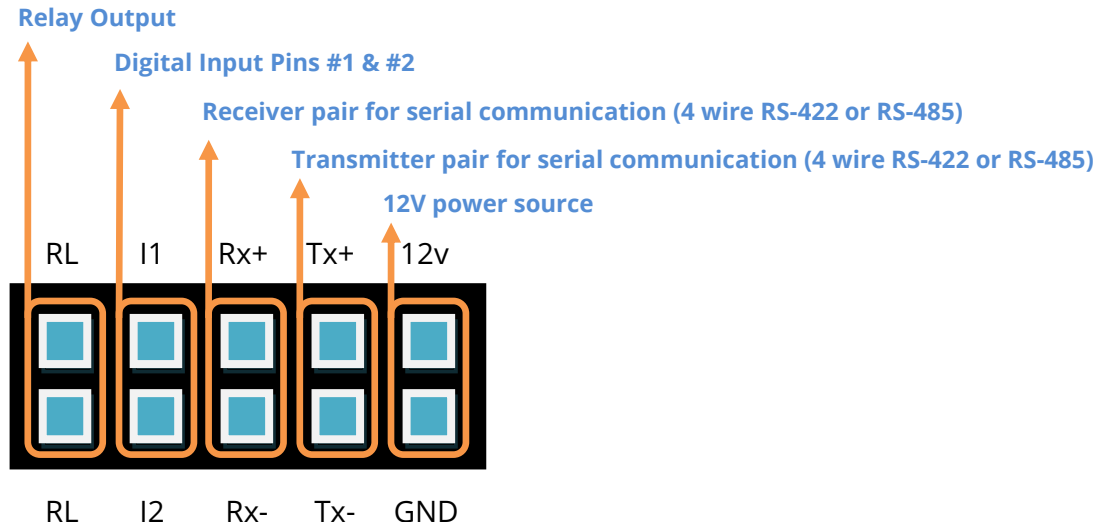 Relay Output
Digital Input Pins #1 & #2
Receiver pair for serial communication (4 wire RS-422 or RS-485)
Transmitter pair for serial communication (4 wire RS-422 or RS-485)
12V power source
RL I1 Rx+ Tx+ 12v
RL I2 Rx- Tx- GND